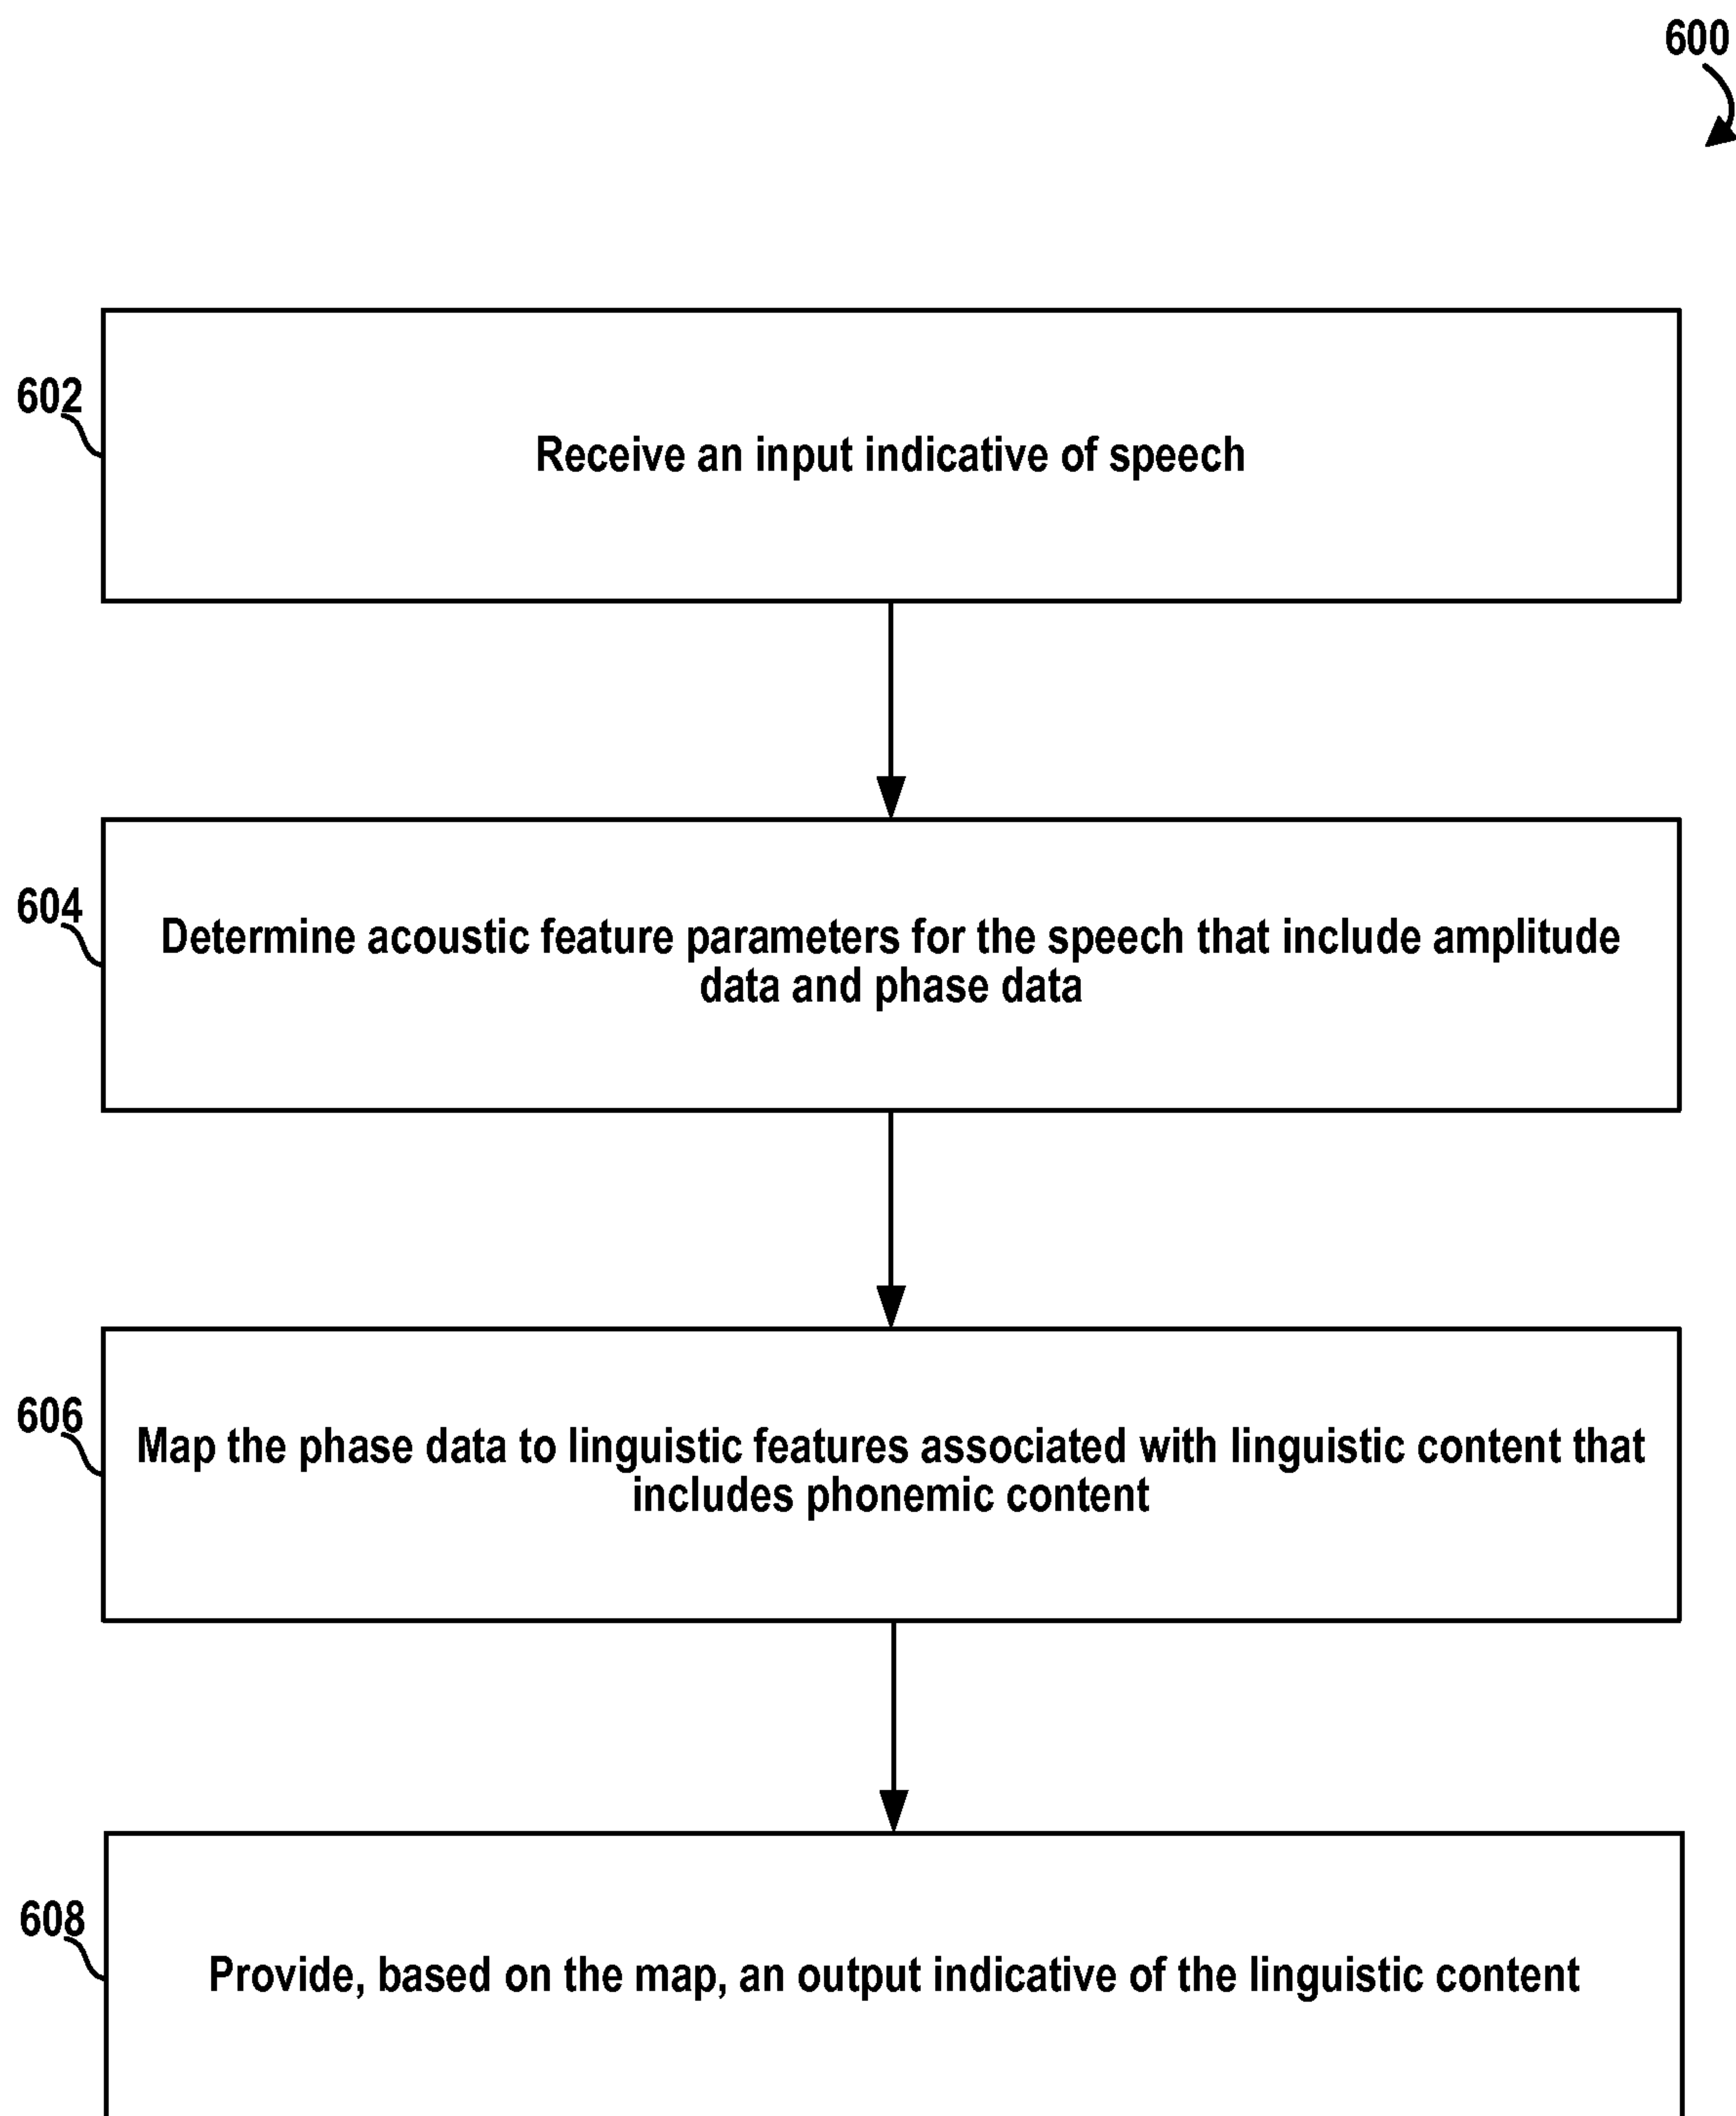 600
602
Receive an input indicative of speech
604
Determine acoustic feature parameters for the speech that include amplitude
data and phase data
606
Map the phase data to linguistic features associated with linguistic content that
includes phonemic content
608
Provide, based on the map, an output indicative of the linguistic content